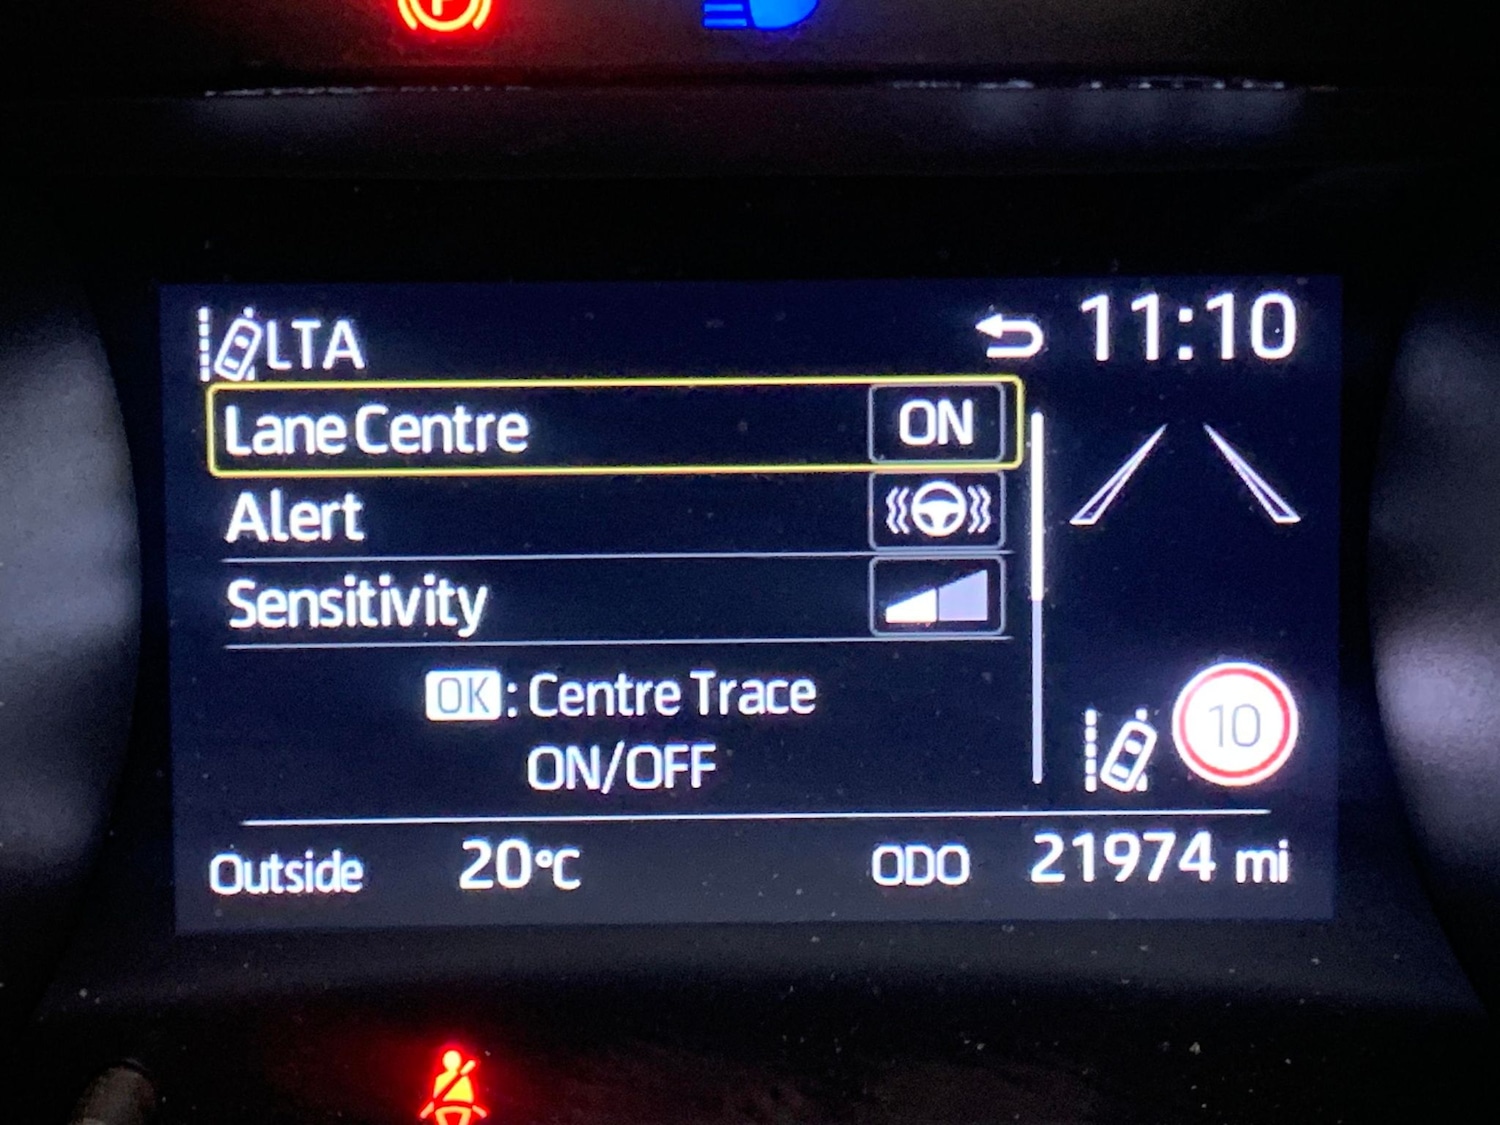 LTA
11:10
Lane Centre ON
Alert
Sensitivity
OK: Centre Trace
ON/OFF
10
Outside 20°C ODO 21974 mi